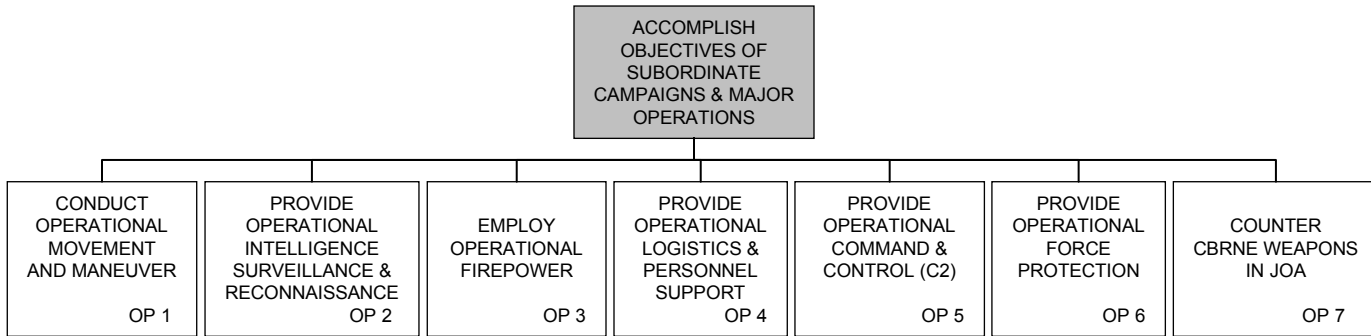 ACCOMPLISH
OBJECTIVES OF
SUBORDINATE
CAMPAIGNS & MAJOR
OPERATIONS
CONDUCT
OPERATIONAL
MOVEMENT
AND MANEUVER
OP 1
PROVIDE
OPERATIONAL
INTELLIGENCE
SURVEILLANCE &
RECONNAISSANCE
OP 2
EMPLOY
OPERATIONAL
FIREPOWER
OP 3
PROVIDE
OPERATIONAL
LOGISTICS &
PERSONNEL
SUPPORT
OP 4
PROVIDE
OPERATIONAL
COMMAND &
CONTROL (C2)
OP 5
PROVIDE
OPERATIONAL
FORCE
PROTECTION
OP 6
COUNTER
CBRNE WEAPONS
IN JOA
OP 7